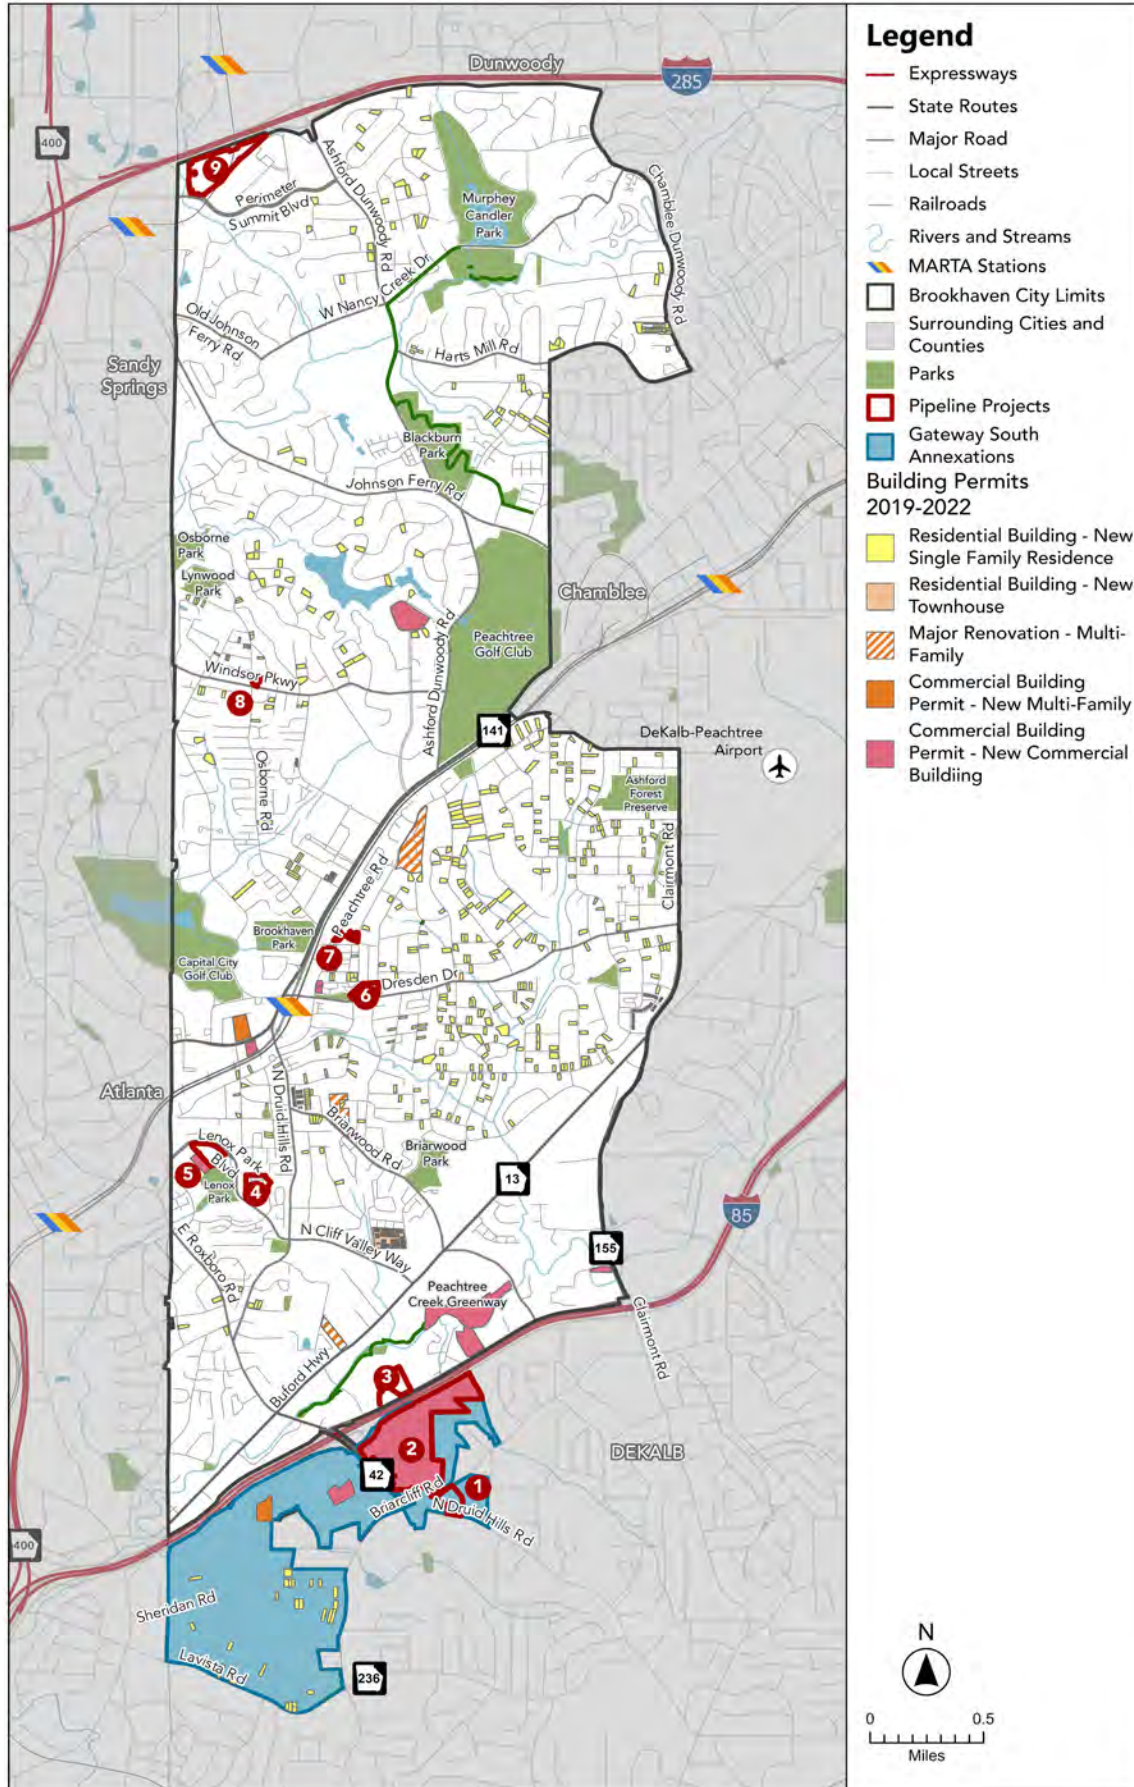 Dunwoody
285
400
9
Perimeter
Summit Blvd
Ashford Dunwoody Rd
Murphey
Candler
Park
Chamblee Dunwoody Rd
W Nancy Creek Dr
Old Johnson
Ferry Rd
Harts Mill Rd
Sandy
Springs
Blackburn
Park
Johnson Ferry Rd
Osborne
Park
Lynwood
Park
Chamblee
Peachtree
Golf Club
Ashford Dunwoody Rd
Windsor Pkwy
8
141
DeKalb-Peachtree
Airport
Osborne Rd
Ashford
Forest
Preserve
Clairmont Rd
Peachtree Rd
Brookhaven
Park
7
Capital City
Golf Club
Dresden Dr
6
Atlanta
N Druid Hills Rd
Briarwood Rd
Briarwood
Park
Lenox Park
Blvd
5
Lenox
Park
4
13
85
N Cliff Valley Way
155
E Roxboro Rd
Peachtree
Creek Greenway
Clairmont Rd
Buford Hwy
3
2
DEKALB
42
1
Briarcliff Rd
N Druid Hills Rd
400
Sheridan Rd
Lavista Rd
236
Legend
Expressways
State Routes
Major Road
Local Streets
Railroads
Rivers and Streams
MARTA Stations
Brookhaven City Limits
Surrounding Cities and
Counties
Parks
Pipeline Projects
Gateway South
Annexations
Building Permits
2019-2022
Residential Building - New
Single Family Residence
Residential Building - New
Townhouse
Major Renovation - Multi-
Family
Commercial Building
Permit - New Multi-Family
Commercial Building
Permit - New Commercial
Buildiing
N
0 0.5
Miles